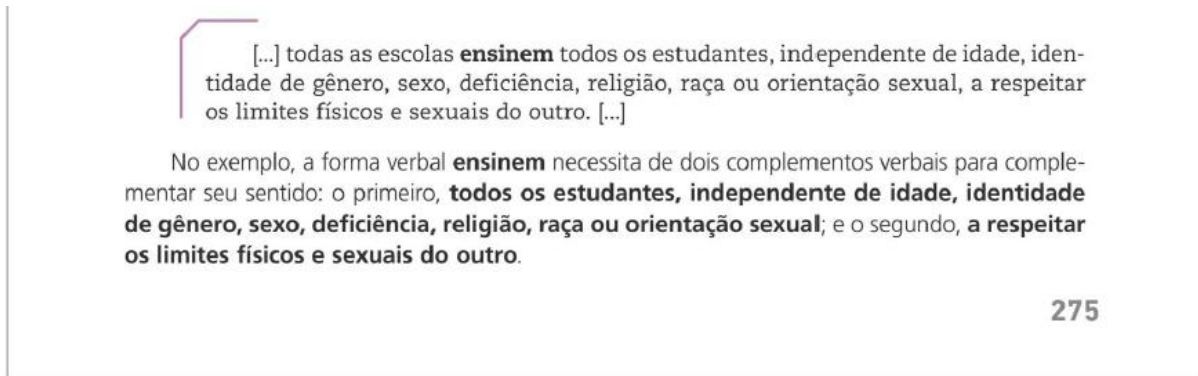 [...] todas as escolas ensinem todos os estudantes, independente de idade, iden-
tidade de gênero, sexo, deficiência, religião, raça ou orientação sexual, a respeitar
os limites físicos e sexuais do outro. [...]
No exemplo, a forma verbal ensinem necessita de dois complementos verbais para comple-
mentar seu sentido: o primeiro, todos os estudantes, independente de idade, identidade
de gênero, sexo, deficiência, religião, raça ou orientação sexual; e o segundo, a respeitar
os limites físicos e sexuais do outro.
275